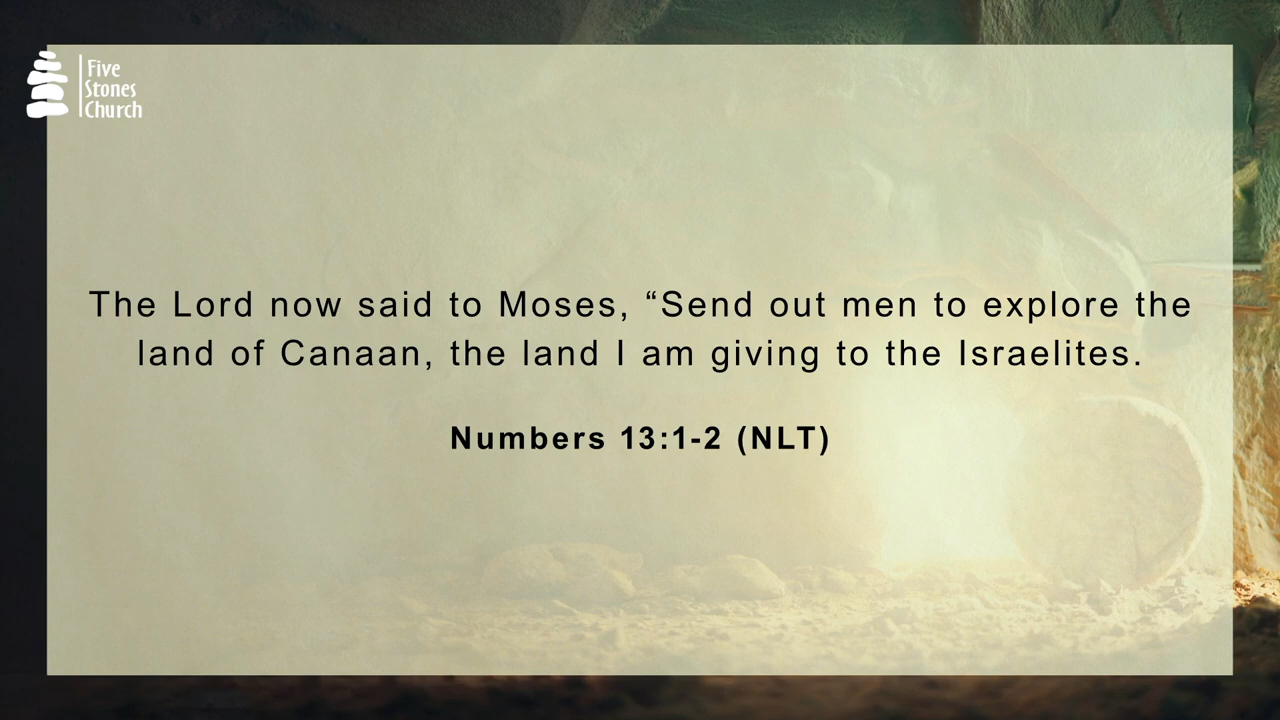 Five
Stones
Church
The Lord now said to Moses, “Send out men to explore the
land of Canaan, the land I am giving to the Israelites.
Numbers 13:1-2 (NLT)